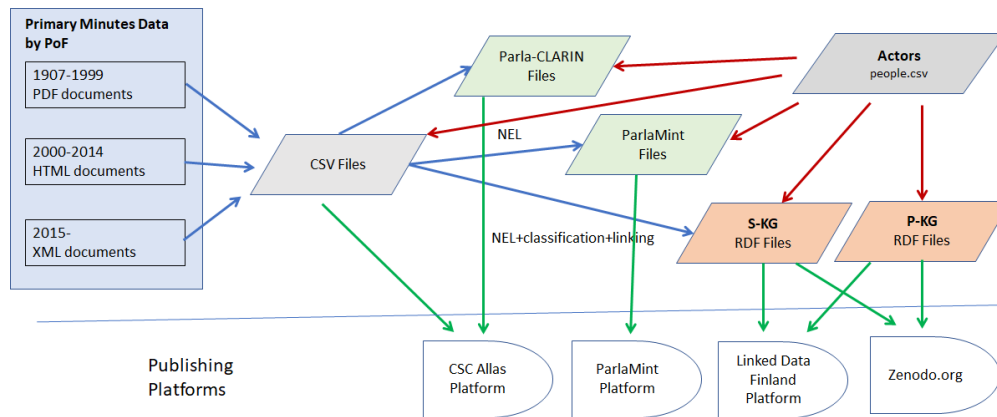 Primary Minutes Data
by PoF
1907-1999
PDF documents
2000-2014
HTML documents
2015-
XML documents
CSV Files
Parla-CLARIN
Files
NEL
ParlaMint
Files
Actors
people.csv
NEL+classification+linking
S-KG
RDF Files
P-KG
RDF Files
Publishing
Platforms
CSC Allas
Platform
ParlaMint
Platform
Linked Data
Finland
Platform
Zenodo.org